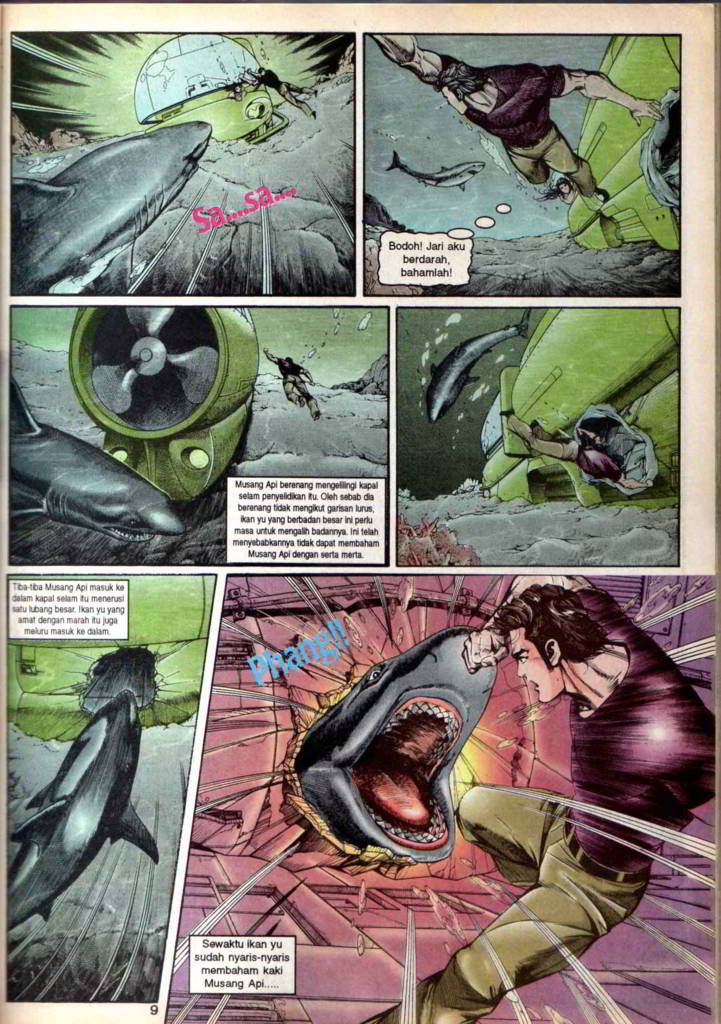 Sa....sa....
Bodoh! Jari aku
berdarah,
bahamlah!
Musang Api berenang mengelilingi kapal
selam penyelidikan itu. Oleh sebab dia
berenang tidak mengikut garisan lurus,
ikan yu yang berbadan besar ini perlu
masa untuk mengalih badannya. Ini telah
menyebabkannya tidak dapat membaham
Musang Api dengan serta merta.
Tiba-tiba Musang Api masuk ke
dalam kapal selam itu menerusi
satu lubang besar. Ikan yu yang
amat dengan marah itu juga
meluru masuk ke dalam.
Phang!!
Sewaktu ikan yu
sudah nyaris-nyaris
membaham kaki
Musang Api.....
9